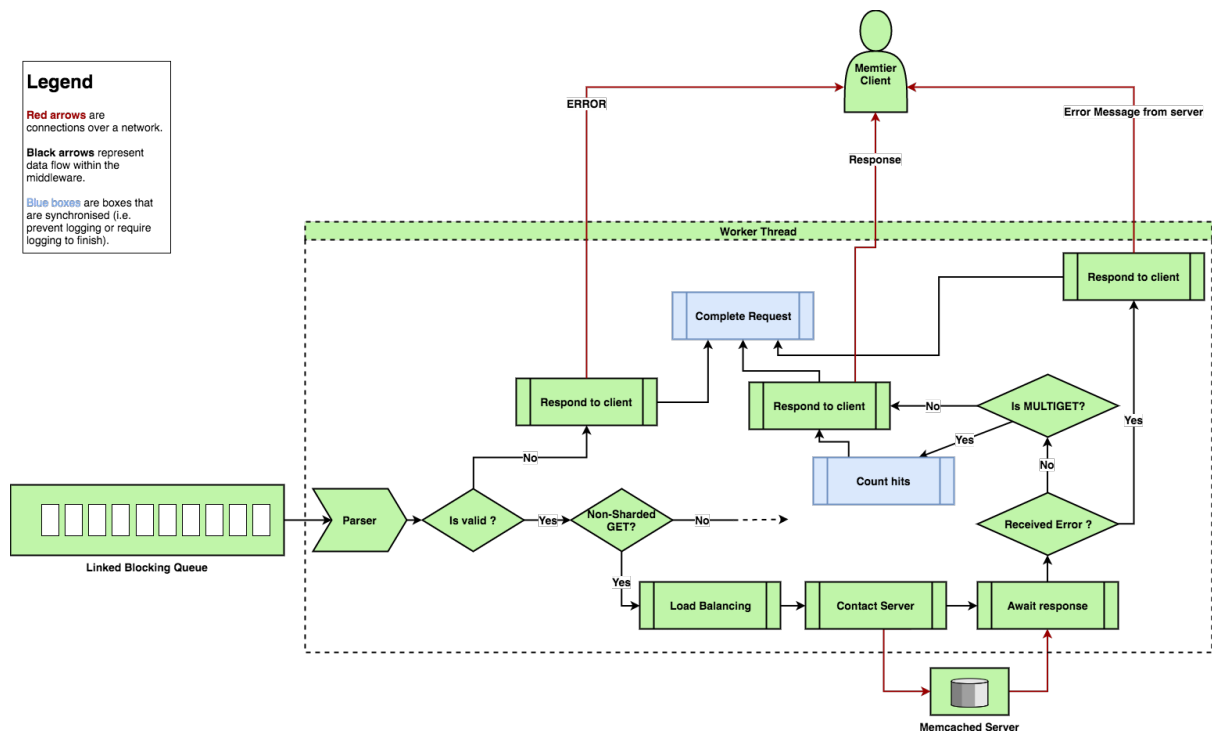 Memtier
Client
Legend
Red arrows are
connections over a network.
Black arrows represent
data flow within the
middleware.
Blue boxes are boxes that
are synchronised (i.e.
prevent logging or require
logging to finish).
ERROR
Error Message from server
Response
Worker Thread
Respond to client
Complete Request
Respond to client
Respond to client
Is MULTIGET?
No
Yes
Yes
No
Count hits
No
Parser
Is valid ?
Yes
Non-Sharded
GET?
No
Received Error ?
Linked Blocking Queue
Yes
Load Balancing
Contact Server
Await response
Memcached Server